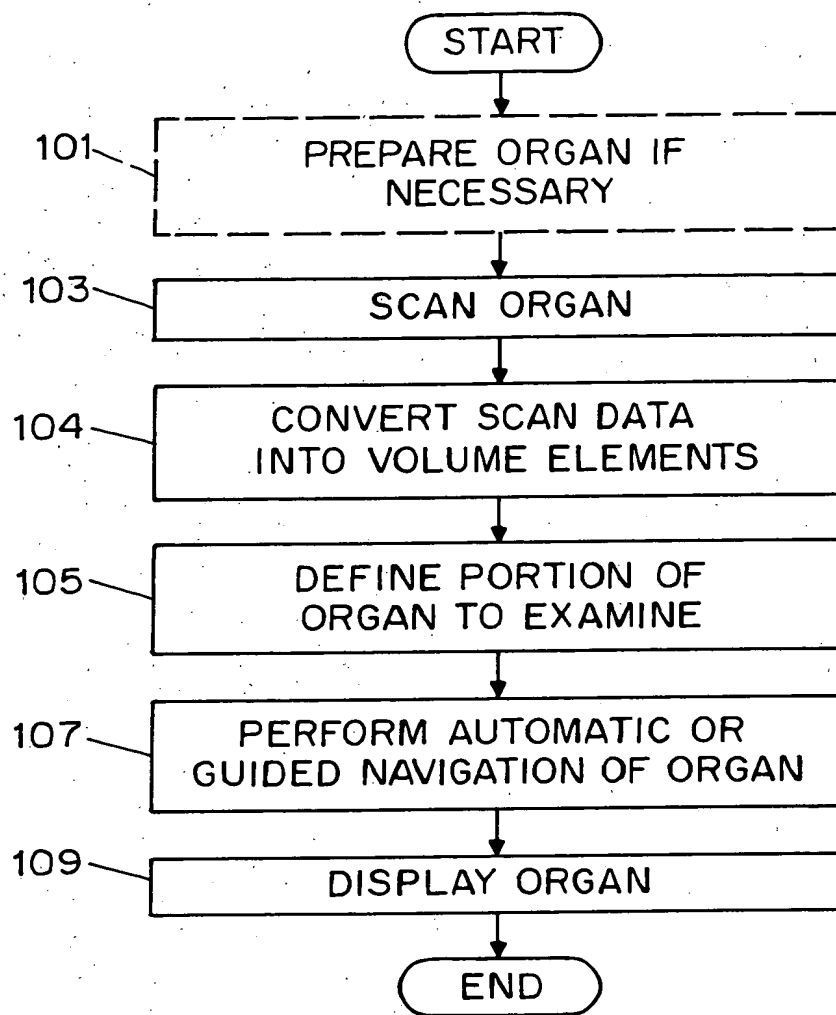 START
101
PREPARE ORGAN IF
NECESSARY
103
SCAN ORGAN
104
CONVERT SCAN DATA
INTO VOLUME ELEMENTS
105
DEFINE PORTION OF
ORGAN TO EXAMINE
107
PERFORM AUTOMATIC OR
GUIDED NAVIGATION OF ORGAN
109
DISPLAY ORGAN
END